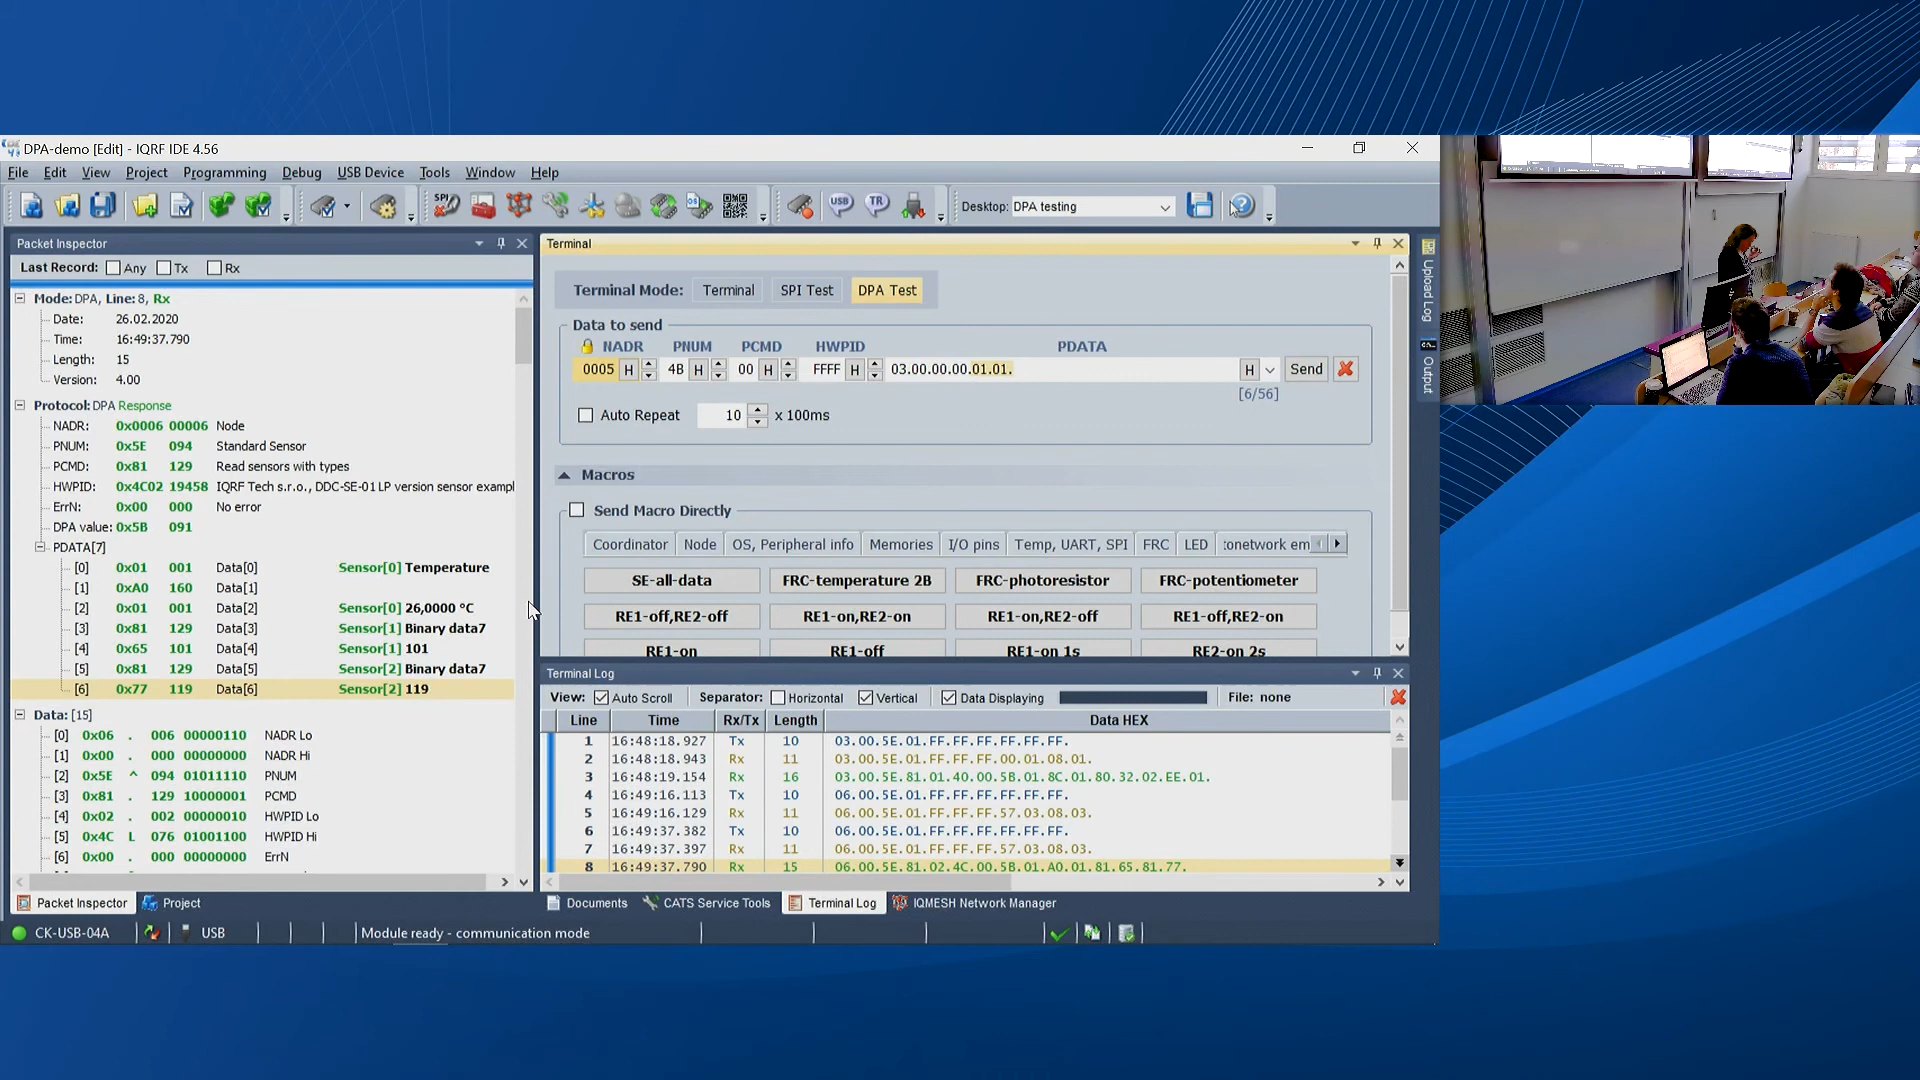 DPA-demo [Edit] - IQRF IDE 4.56
File Edit View Project Programming Debug USB Device Tools Window Help
SPI OS USB TR Desktop: DPA testing
Packet Inspector
Last Record: Any Tx Rx
Mode: DPA, Line: 8, Rx
Date: 26.02.2020
Time: 16:49:37.790
Length: 15
Version: 4.00
Protocol: DPA Response
NADR: 0x0006 00006 Node
PNUM: 0x5E 094 Standard Sensor
PCMD: 0x81 129 Read sensors with types
HWPID: 0x4C02 19458 IQRF Tech s.r.o., DDC-SE-01 LP version sensor exampl
ErrN: 0x00 000 No error
DPA value: 0x5B 091
PDATA[7]
[0] 0x01 001 Data[0] Sensor[0] Temperature
[1] 0xA0 160 Data[1]
[2] 0x01 001 Data[2] Sensor[0] 26,0000 °C
[3] 0x81 129 Data[3] Sensor[1] Binary data7
[4] 0x65 101 Data[4] Sensor[1] 101
[5] 0x81 129 Data[5] Sensor[2] Binary data7
[6] 0x77 119 Data[6] Sensor[2] 119
Data: [15]
[0] 0x06 . 006 00000110 NADR Lo
[1] 0x00 . 000 00000000 NADR Hi
[2] 0x5E ^ 094 01011110 PNUM
[3] 0x81 . 129 10000001 PCMD
[4] 0x02 . 002 00000010 HWPID Lo
[5] 0x4C L 076 01001100 HWPID Hi
[6] 0x00 . 000 00000000 ErrN
Packet Inspector Project
Terminal
Terminal Mode: Terminal SPI Test DPA Test
Data to send
NADR PNUM PCMD HWPID PDATA
0005 H 4B H 00 H FFFF H 03.00.00.00.01.01. H Send
[6/56]
Auto Repeat 10 x 100ms
Macros
Send Macro Directly
Coordinator Node OS, Peripheral info Memories I/O pins Temp, UART, SPI FRC LED :onetwork em
SE-all-data FRC-temperature 2B FRC-photoresistor FRC-potentiometer
RE1-off,RE2-off RE1-on,RE2-on RE1-on,RE2-off RE1-off,RE2-on
RE1-on RE1-off RE1-on 1s RE2-on 2s
Terminal Log
View: Auto Scroll Separator: Horizontal Vertical Data Displaying File: none
Line Time Rx/Tx Length Data HEX
1 16:48:18.927 Tx 10 03.00.5E.01.FF.FF.FF.FF.FF.FF.
2 16:48:18.943 Rx 11 03.00.5E.01.FF.FF.FF.00.01.08.01.
3 16:48:19.154 Rx 16 03.00.5E.81.01.40.00.5B.01.8C.01.80.32.02.EE.01.
4 16:49:16.113 Tx 10 06.00.5E.01.FF.FF.FF.FF.FF.FF.
5 16:49:16.129 Rx 11 06.00.5E.01.FF.FF.FF.57.03.08.03.
6 16:49:37.382 Tx 10 06.00.5E.01.FF.FF.FF.FF.FF.FF.
7 16:49:37.397 Rx 11 06.00.5E.01.FF.FF.FF.57.03.08.03.
8 16:49:37.790 Rx 15 06.00.5E.81.02.4C.00.5B.01.A0.01.81.65.81.77.
Documents CATS Service Tools Terminal Log IQMESH Network Manager
Upload Log
Output
CK-USB-04A USB Module ready - communication mode